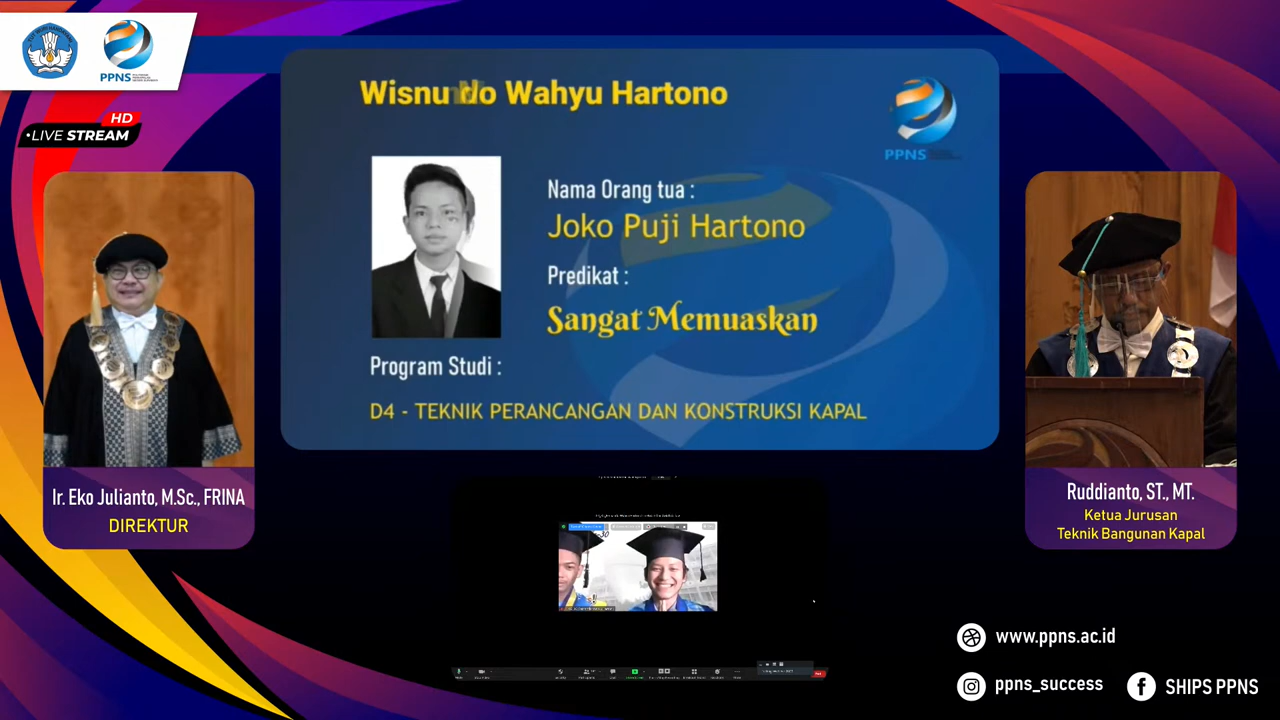 PPNS
HD
•LIVE STREAM
Wisnu do Wahyu Hartono
PPNS
Nama Orang tua :
Joko Puji Hartono
Predikat :
Sangat Memuaskan
Program Studi :
D4 - TEKNIK PERANCANGAN DAN KONSTRUKSI KAPAL
Ir. Eko Julianto, M.Sc., FRINA
DIREKTUR
Ruddianto, ST., MT.
Ketua Jurusan
Teknik Bangunan Kapal
www.ppns.ac.id
ppns_success
SHIPS PPNS